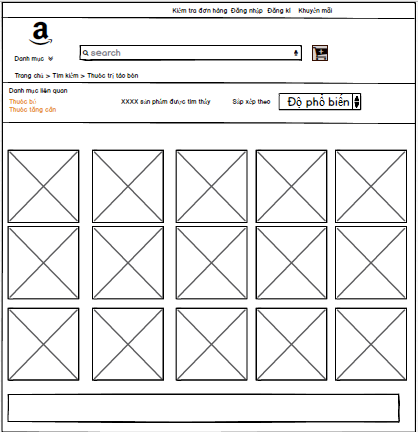 Kiểm tra đơn hàng Đăng nhập Đăng kí Khuyến mãi
a
search
Danh mục
Trang chủ > Tìm kiếm > Thuốc trị táo bón
Danh mục liên quan
Thuốc bổ
Thuốc tăng cân
XXXX sản phẩm được tìm thấy
Sắp xếp theo
Độ phổ biến